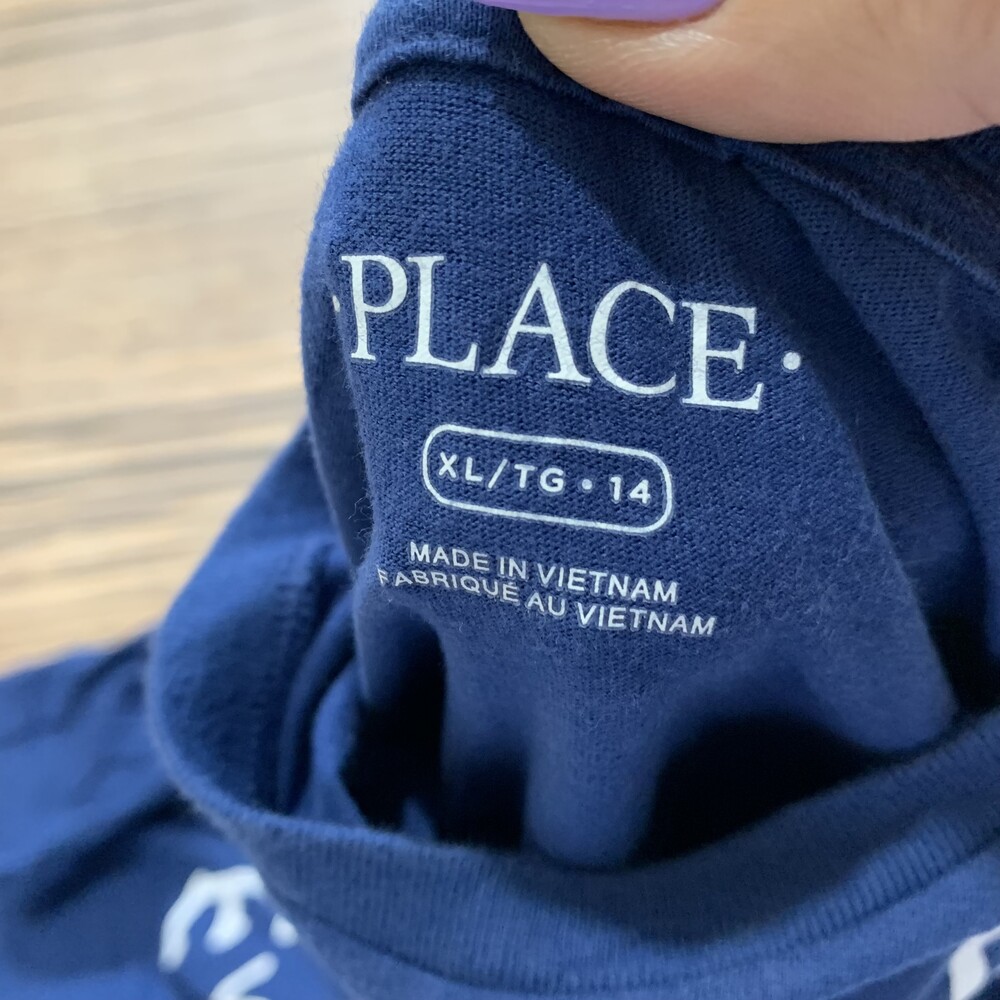 ·PLACE·
XL/TG • 14
MADE IN VIETNAM
FABRIQUÉ AU VIETNAM